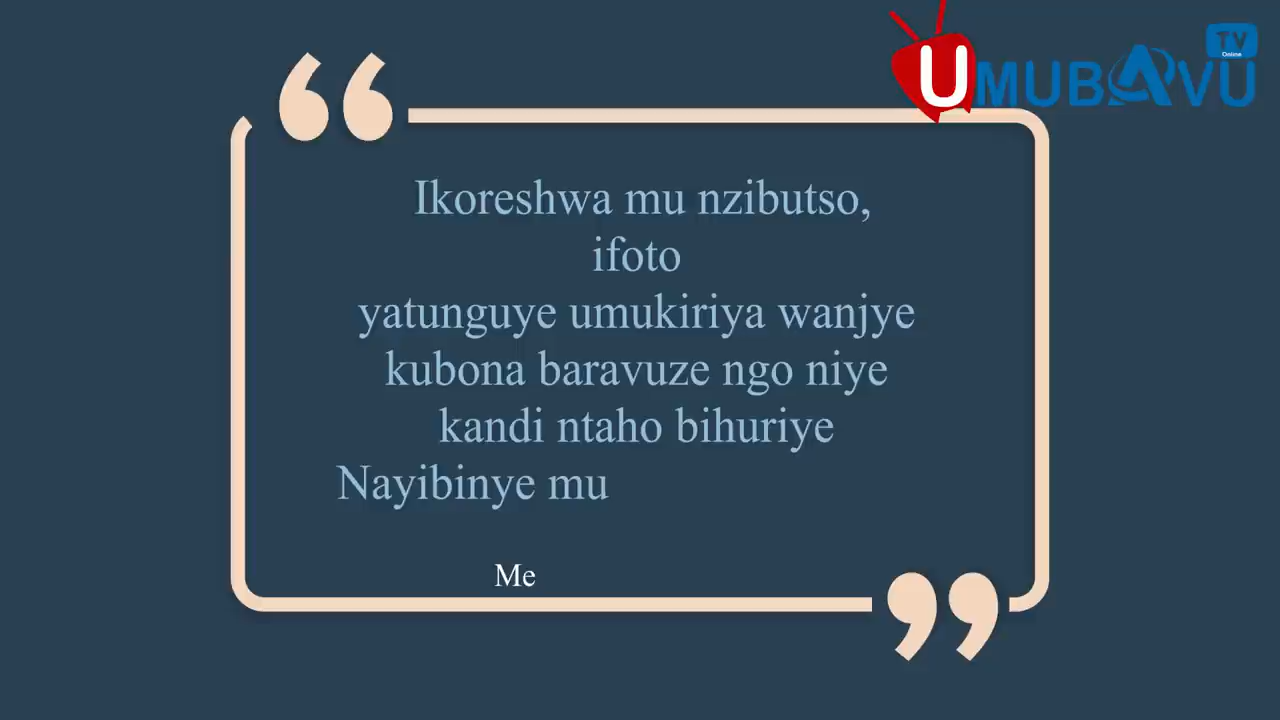 UMUBAVU
TV
Online
Ikoreshwa mu nzibutso,
ifoto
yatunguye umukiriya wanjye
kubona baravuze ngo niye
kandi ntaho bihuriye
Nayibinye mu
Me